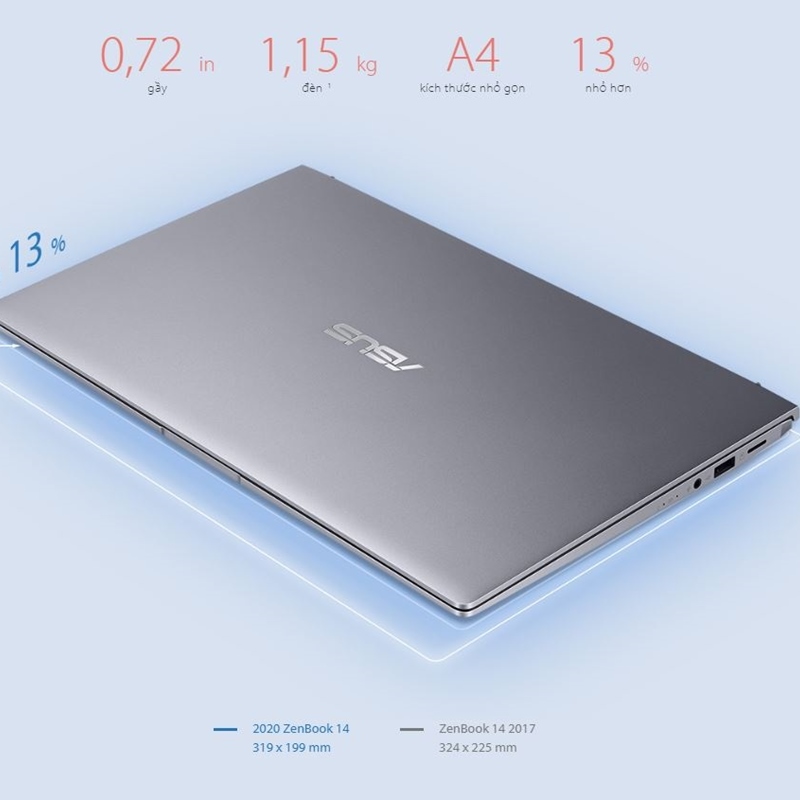 0,72 in
gầy
1,15 kg
đèn ¹
A4
kích thước nhỏ gọn
13 %
nhỏ hơn
13 %
ASUS
2020 ZenBook 14
319 x 199 mm
ZenBook 14 2017
324 x 225 mm